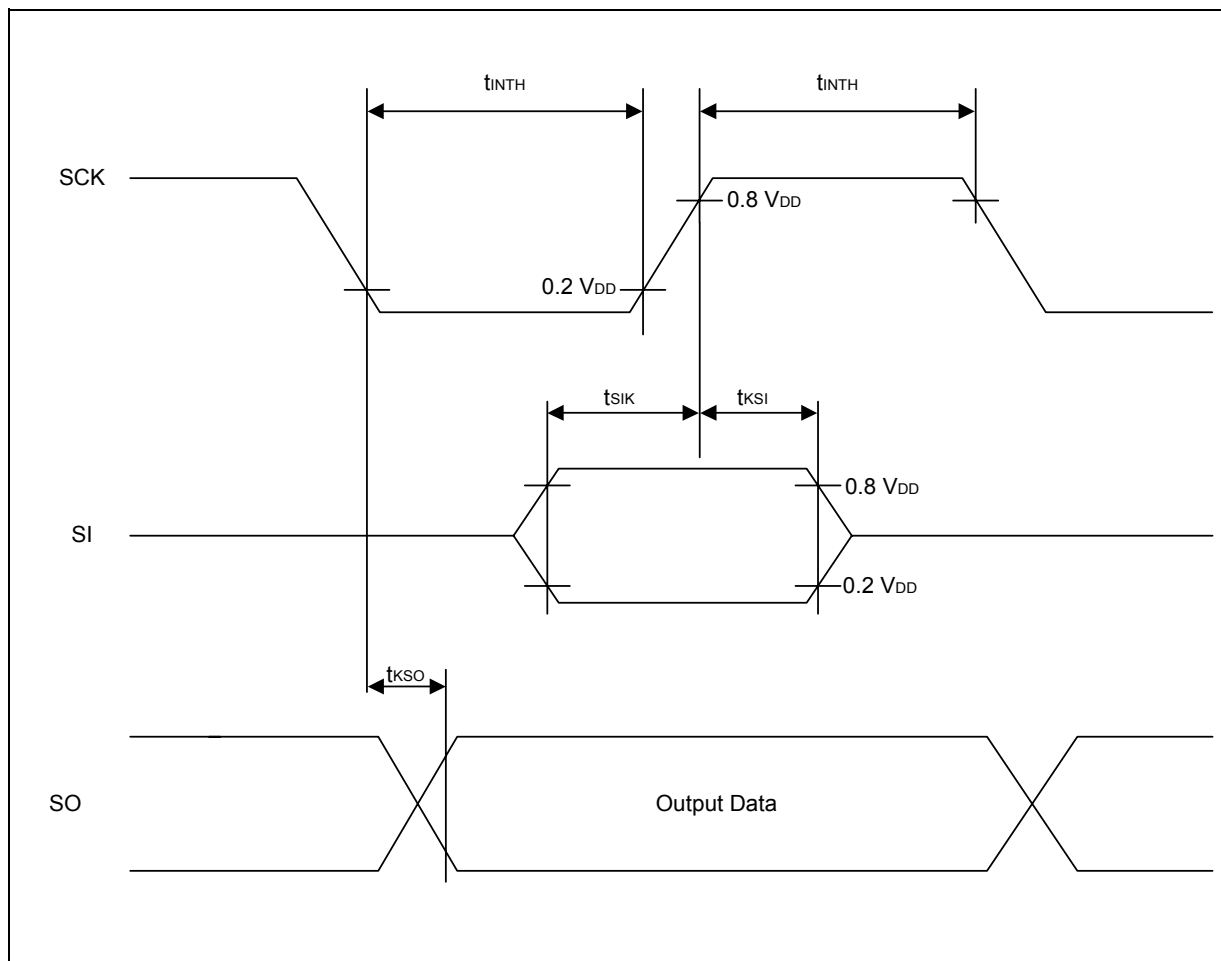 tINTH
tINTH
SCK
0.8 VDD
0.2 VDD
tSIK
tKSI
0.8 VDD
SI
0.2 VDD
tKSO
SO
Output Data